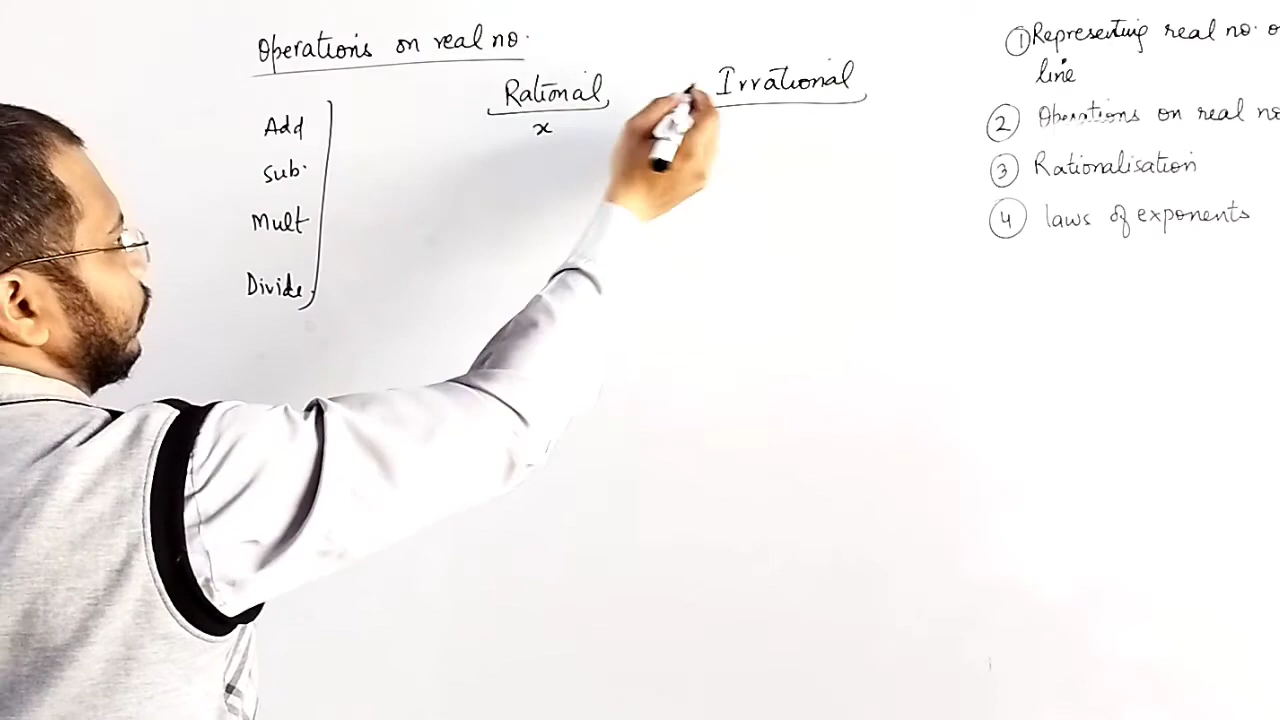 Operations on real no.
Rational
Irrational
x
Add
Sub.
Mult
Divide
① Representing real no. o
line
② Operations on real no
③ Rationalisation
④ laws of exponents